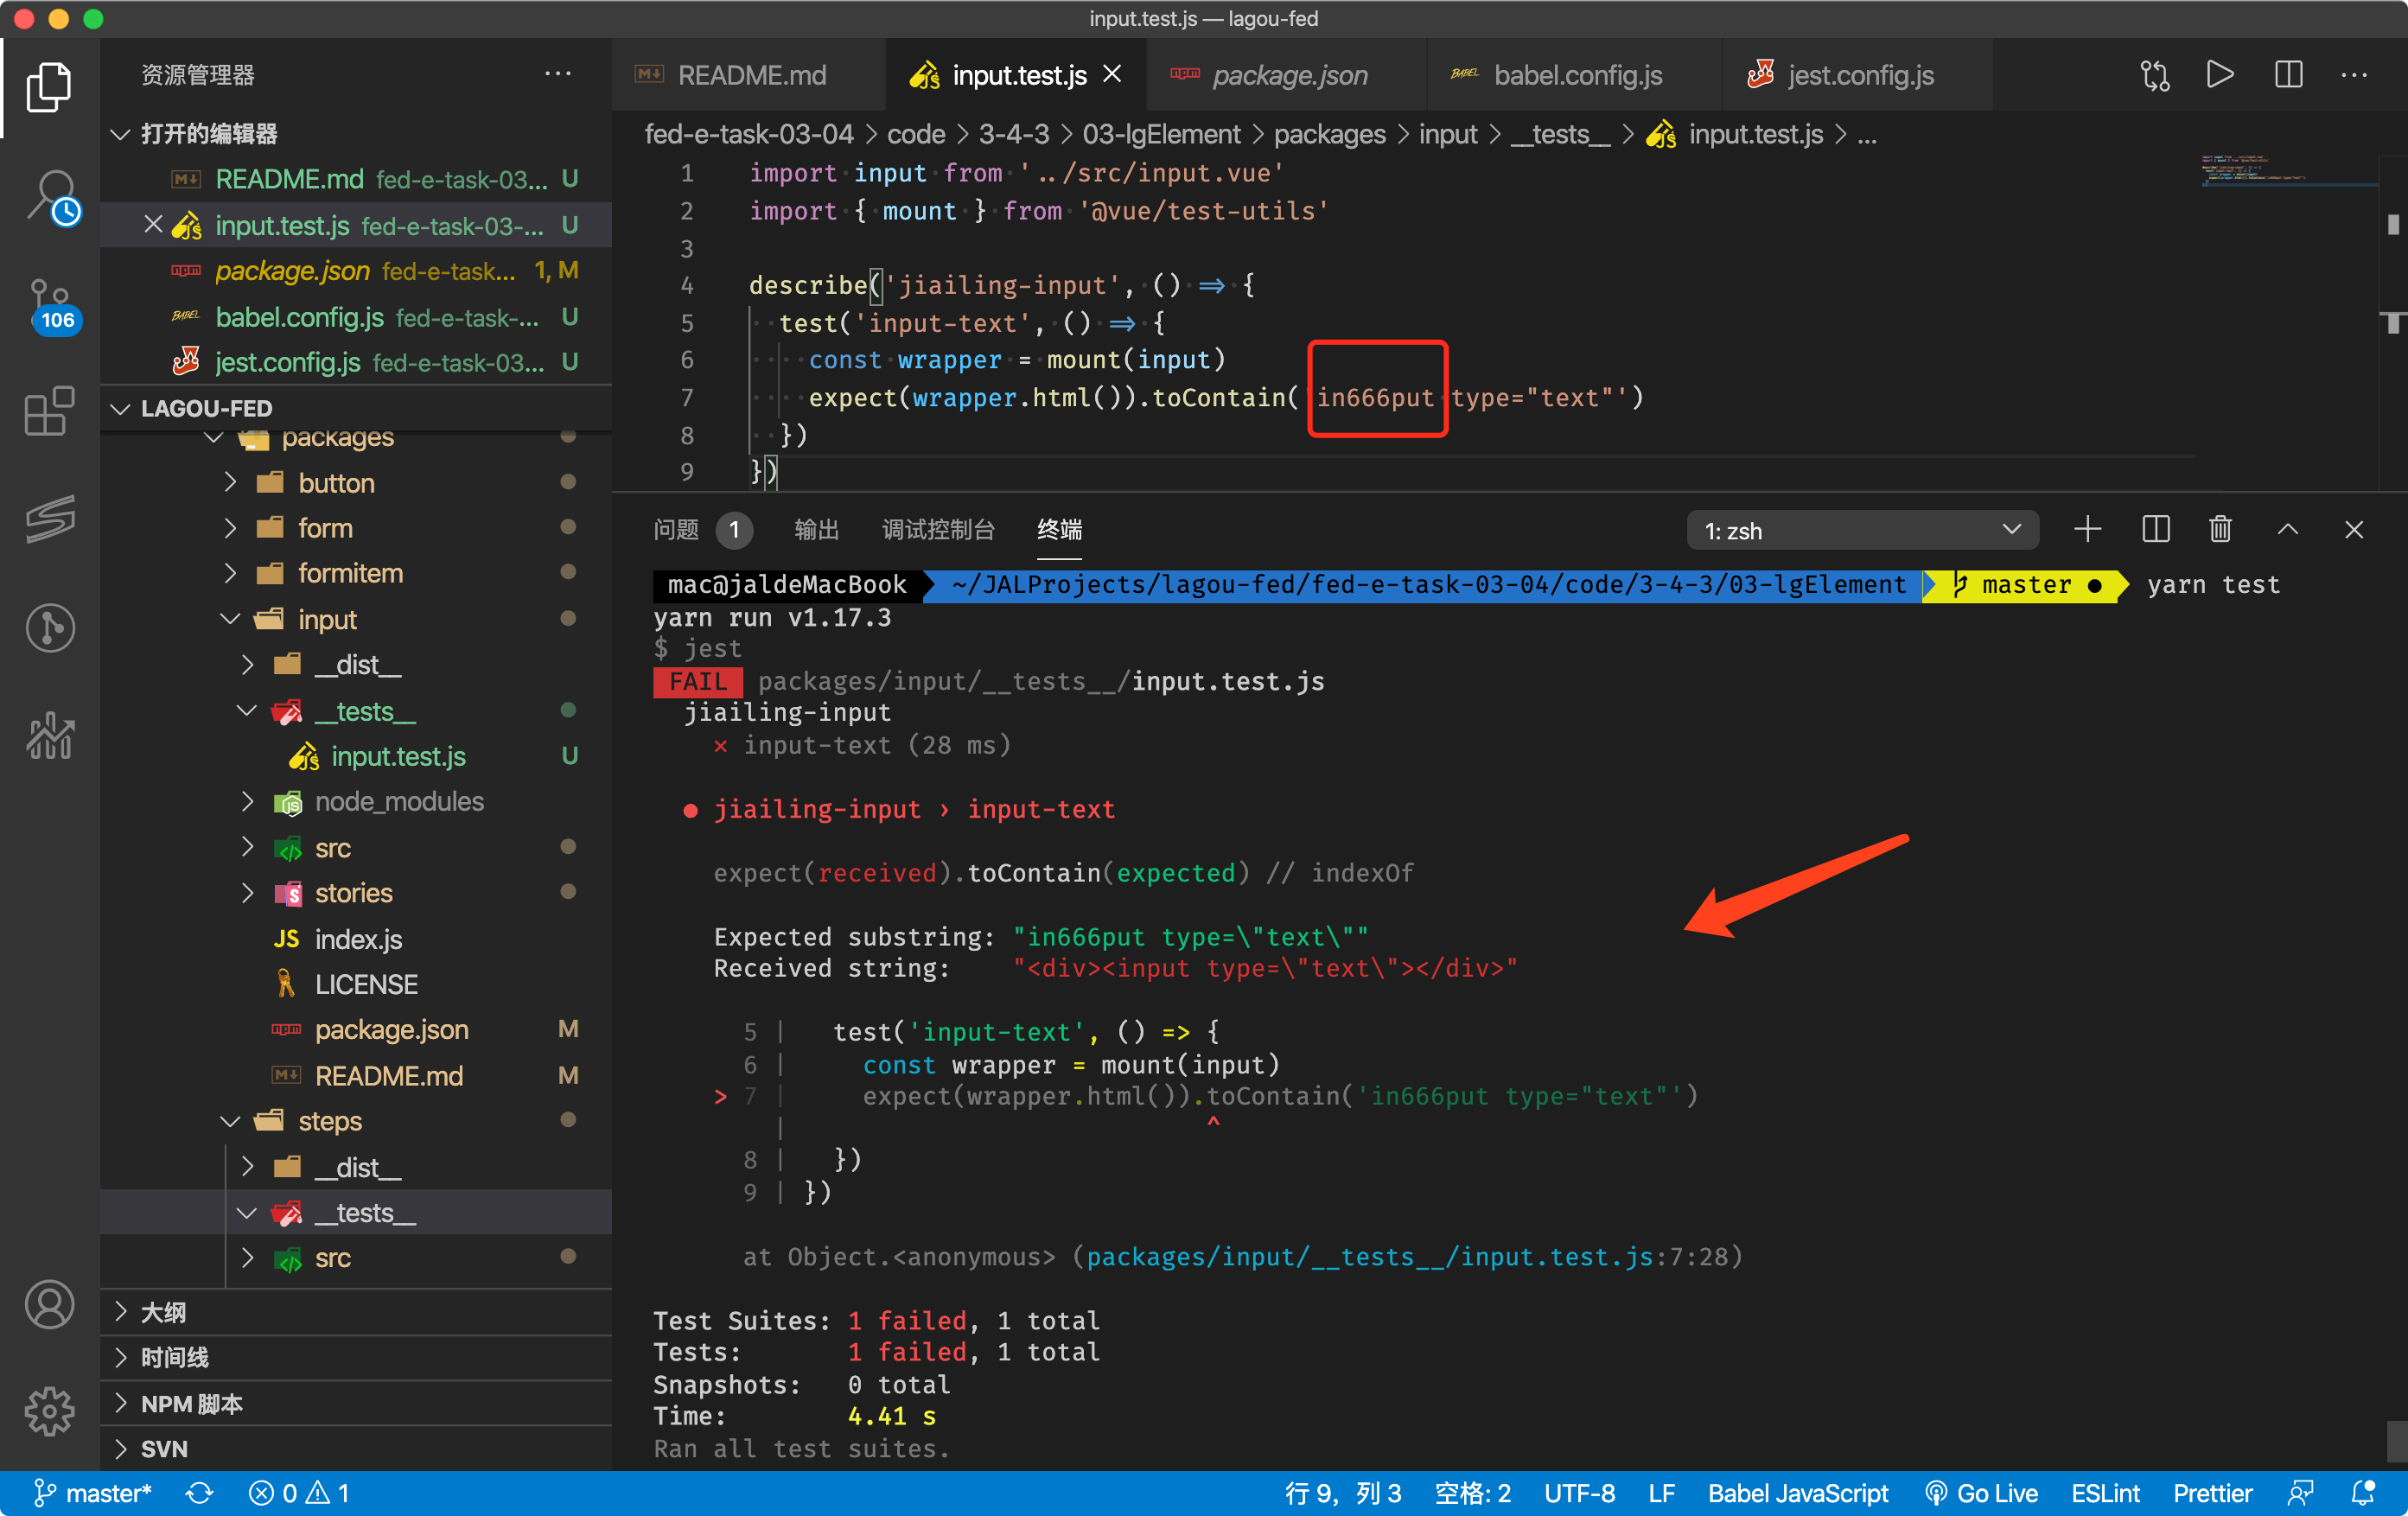 input.test.js — lagou-fed
资源管理器
README.md
input.test.js
package.json
babel.config.js
jest.config.js
打开的编辑器
README.md fed-e-task-03... U
input.test.js fed-e-task-03-... U
package.json fed-e-task... 1, M
babel.config.js fed-e-task-... U
jest.config.js fed-e-task-03... U
106
LAGOU-FED
packages
button
form
formitem
input
__dist__
__tests__
input.test.js U
node_modules
src
stories
JS index.js
LICENSE
package.json M
README.md M
steps
__dist__
__tests__
src
大纲
时间线
NPM 脚本
SVN
fed-e-task-03-04 > code > 3-4-3 > 03-lgElement > packages > input > __tests__ > input.test.js > ...
1 import input from '../src/input.vue'
2 import { mount } from '@vue/test-utils'
3
4 describe('jiailing-input', () => {
5 test('input-text', () => {
6 const wrapper = mount(input)
7 expect(wrapper.html()).toContain('in666put type="text"')
8 })
9 })
问题 1 输出 调试控制台 终端 1: zsh
mac@jaldeMacBook ~/JALProjects/lagou-fed/fed-e-task-03-04/code/3-4-3/03-lgElement master ● yarn test
yarn run v1.17.3
$ jest
FAIL packages/input/__tests__/input.test.js
jiailing-input
× input-text (28 ms)
● jiailing-input › input-text
expect(received).toContain(expected) // indexOf
Expected substring: "in666put type=\"text\""
Received string: "<div><input type=\"text\"></div>"
5 | test('input-text', () => {
6 | const wrapper = mount(input)
> 7 | expect(wrapper.html()).toContain('in666put type="text"')
| ^
8 | })
9 | })
at Object.<anonymous> (packages/input/__tests__/input.test.js:7:28)
Test Suites: 1 failed, 1 total
Tests: 1 failed, 1 total
Snapshots: 0 total
Time: 4.41 s
Ran all test suites.
master* 0 1 行 9，列 3 空格: 2 UTF-8 LF Babel JavaScript Go Live ESLint Prettier